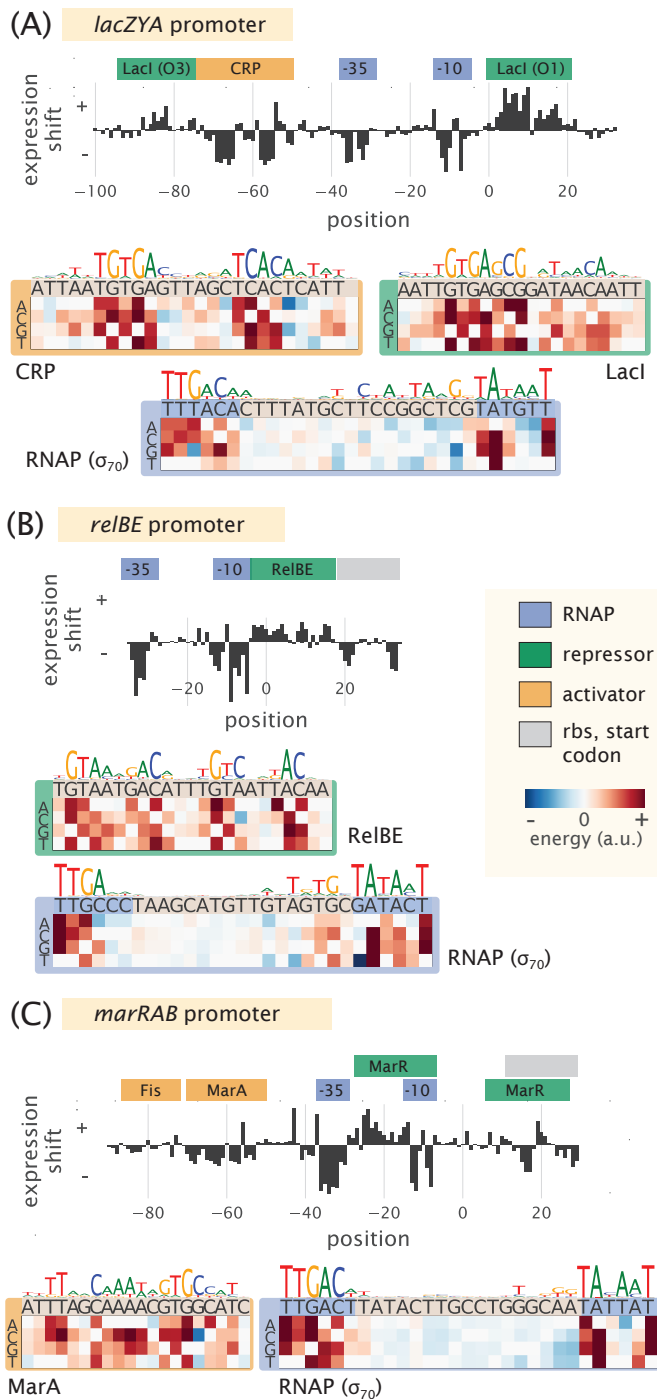 (A) lacZYA promoter
LacI (O3) CRP -35 -10 LacI (O1)
expression shift
+
-
−100 −80 −60 −40 −20 0 20
position
ATTAATGTGAGTTAGCTCACTCATT
A
C
G
T
CRP
AATTGTGAGCGGATAACAATT
A
C
G
T
LacI
TTGACAA T CTATTAAG TATAAT
TTTACACTTTATGCTTCCGGCTCGTATGTT
A
C
G
T
RNAP (σ70)
(B) relBE promoter
-35 -10 RelBE
expression shift
+
-
−20 0 20
position
TGTAATGACATTTGTAATTACAA
A
C
G
T
RelBE
TTGCCCTAAGCATGTTGTAGTGCGATACT
A
C
G
T
RNAP (σ70)
RNAP
repressor
activator
rbs, start codon
- 0 +
energy (a.u.)
(C) marRAB promoter
MarR
Fis MarA -35 -10 MarR
expression shift
+
-
−80 −60 −40 −20 0 20
position
ATTTAGCAAAACGTGGCATC
A
C
G
T
MarA
TTGACTTATACTTGCCTGGGCAATATTAT
A
C
G
T
RNAP (σ70)